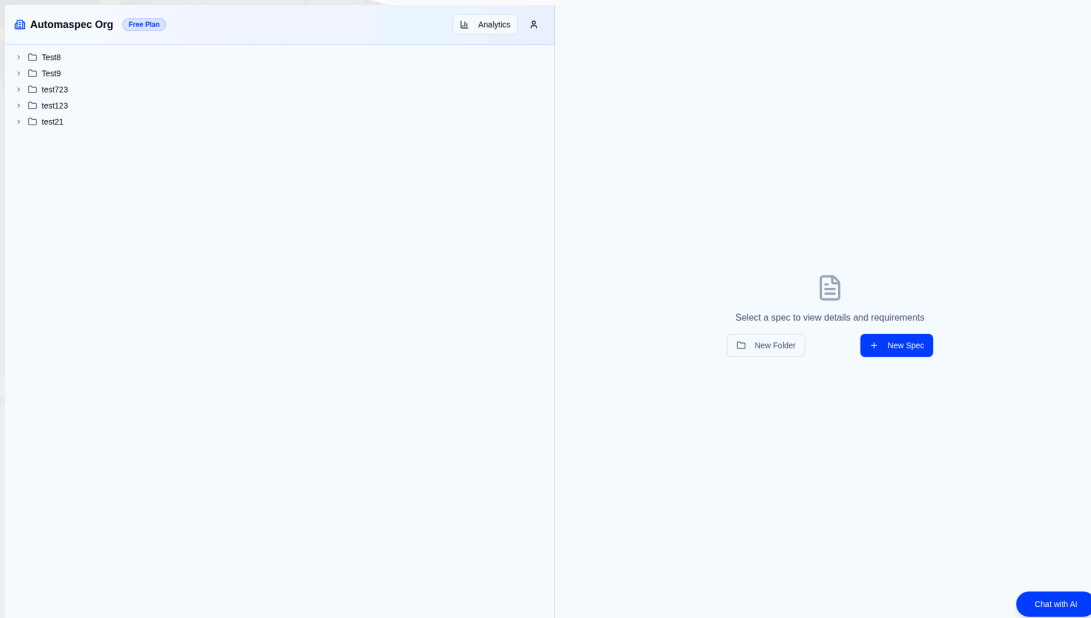 Automaspec Org Free Plan Analytics
Test8
Test9
test723
test123
test21
Select a spec to view details and requirements
New Folder New Spec
Chat with AI